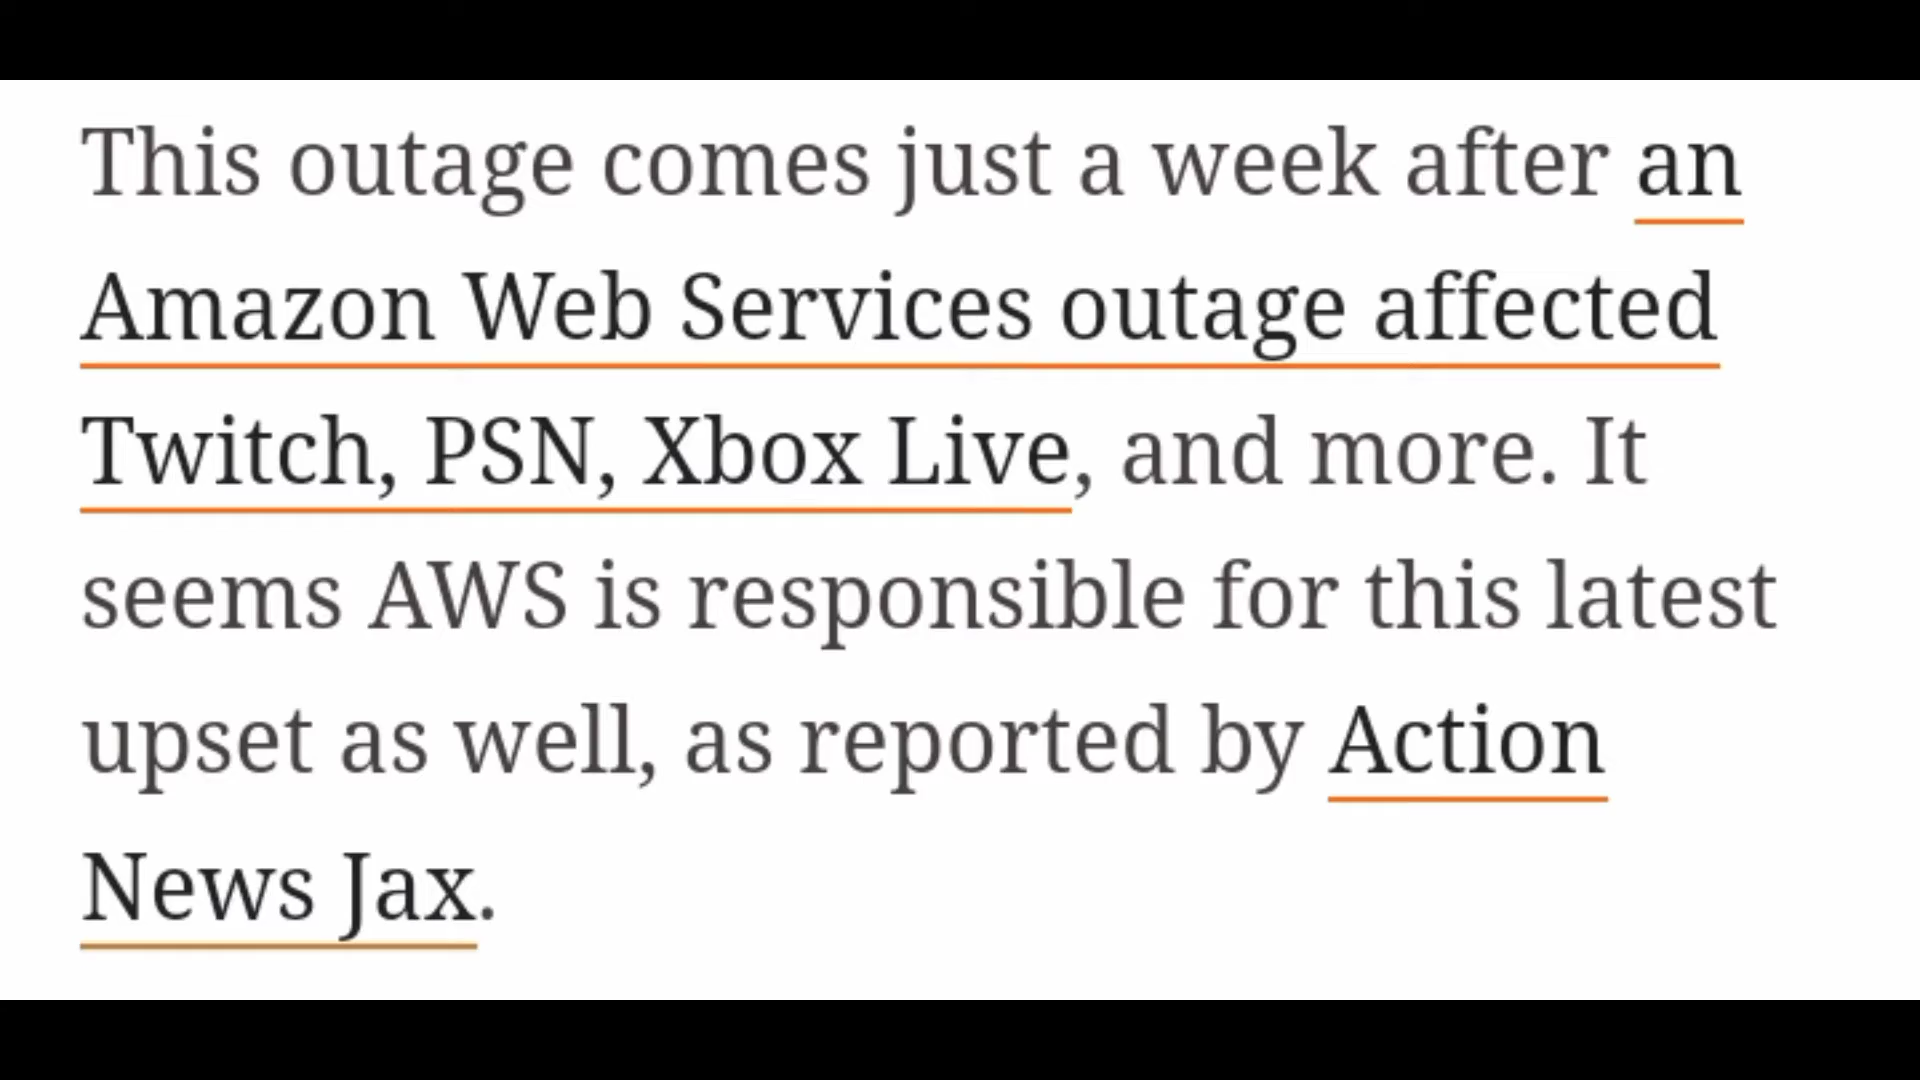 This outage comes just a week after an
Amazon Web Services outage affected
Twitch, PSN, Xbox Live, and more. It
seems AWS is responsible for this latest
upset as well, as reported by Action
News Jax.